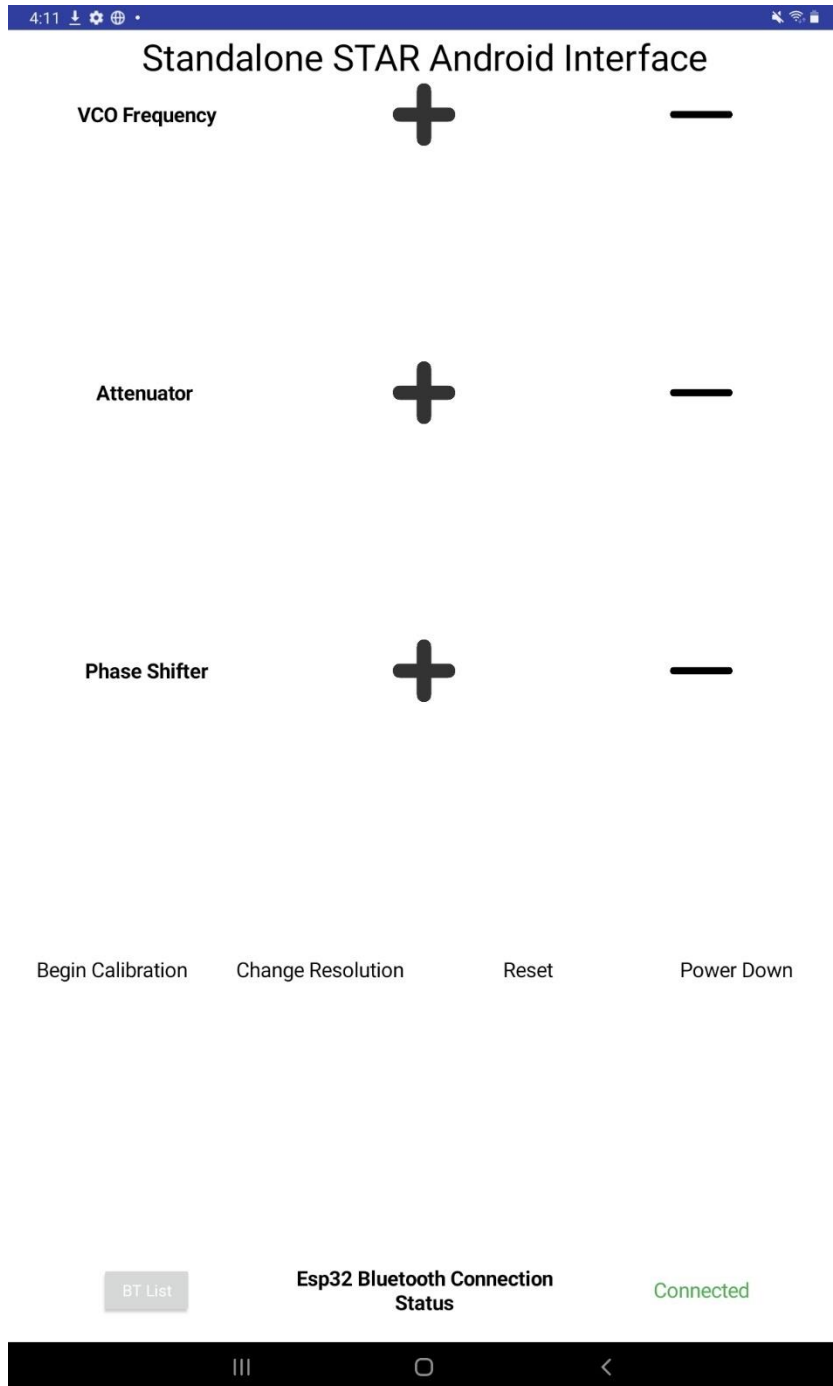 4:11
Standalone STAR Android Interface
VCO Frequency
Attenuator
Phase Shifter
Begin Calibration Change Resolution Reset Power Down
BT List
Esp32 Bluetooth Connection
Status
Connected